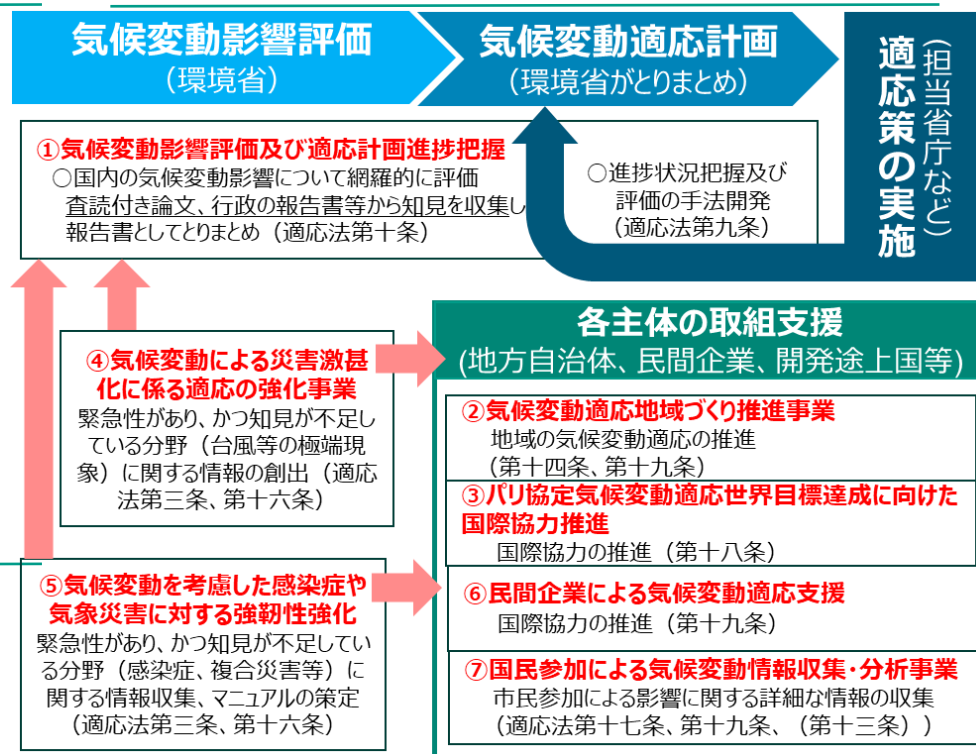 気候変動影響評価
（環境省）
気候変動適応計画
（環境省がとりまとめ）
適応策の実施
（担当省庁など）
①気候変動影響評価及び適応計画進捗把握
○国内の気候変動影響について網羅的に評価
査読付き論文、行政の報告書等から知見を収集し
報告書としてとりまとめ（適応法第十条）
○進捗状況把握及び
評価の手法開発
（適応法第九条）
④気候変動による災害激甚
化に係る適応の強化事業
緊急性があり、かつ知見が不足し
ている分野（台風等の極端現
象）に関する情報の創出（適応
法第三条、第十六条）
⑤気候変動を考慮した感染症や
気象災害に対する強靭性強化
緊急性があり、かつ知見が不足してい
る分野（感染症、複合災害等）に
関する情報収集、マニュアルの策定
（適応法第三条、第十六条）
各主体の取組支援
(地方自治体、民間企業、開発途上国等)
②気候変動適応地域づくり推進事業
地域の気候変動適応の推進
（第十四条、第十九条）
③パリ協定気候変動適応世界目標達成に向けた
国際協力推進
国際協力の推進（第十八条）
⑥民間企業による気候変動適応支援
国際協力の推進（第十九条）
⑦国民参加による気候変動情報収集・分析事業
市民参加による影響に関する詳細な情報の収集
（適応法第十七条、第十九条、（第十三条））